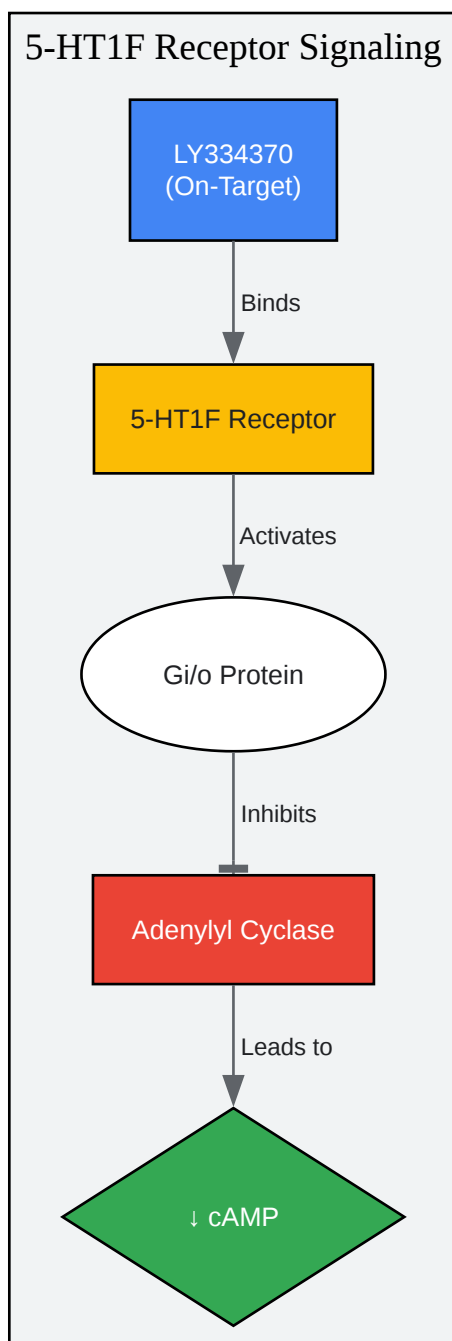 5-HT1F Receptor Signaling
LY334370
(On-Target)
Binds
5-HT1F Receptor
Activates
Gi/o Protein
Inhibits
Adenylyl Cyclase
Leads to
↓ cAMP